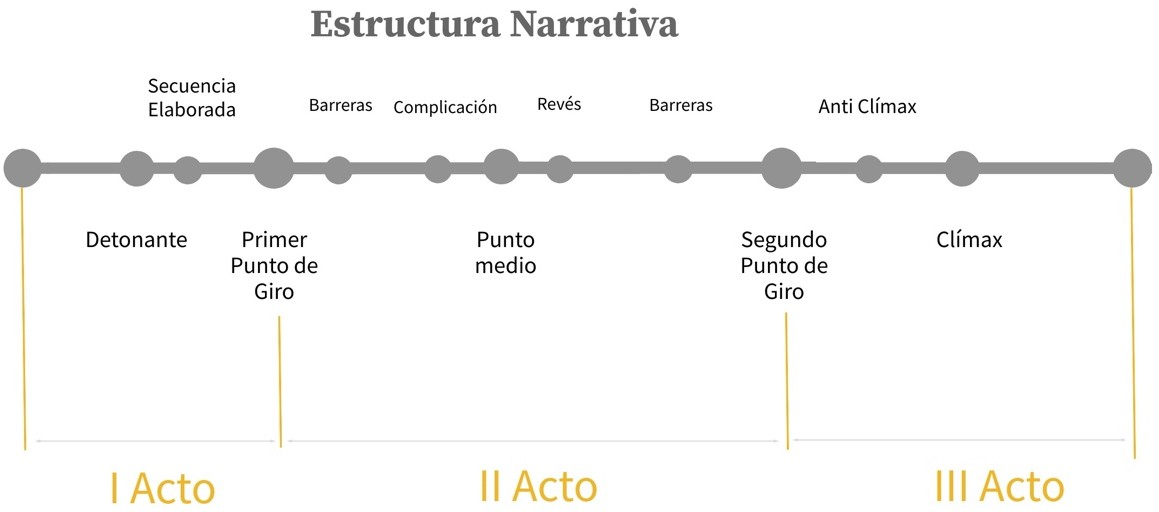 Estructura Narrativa
Secuencia
Elaborada
Barreras
Complicación
Revés
Barreras
Anti Clímax
Detonante
Primer
Punto de
Giro
Punto
medio
Segundo
Punto de
Giro
Clímax
I Acto
II Acto
III Acto